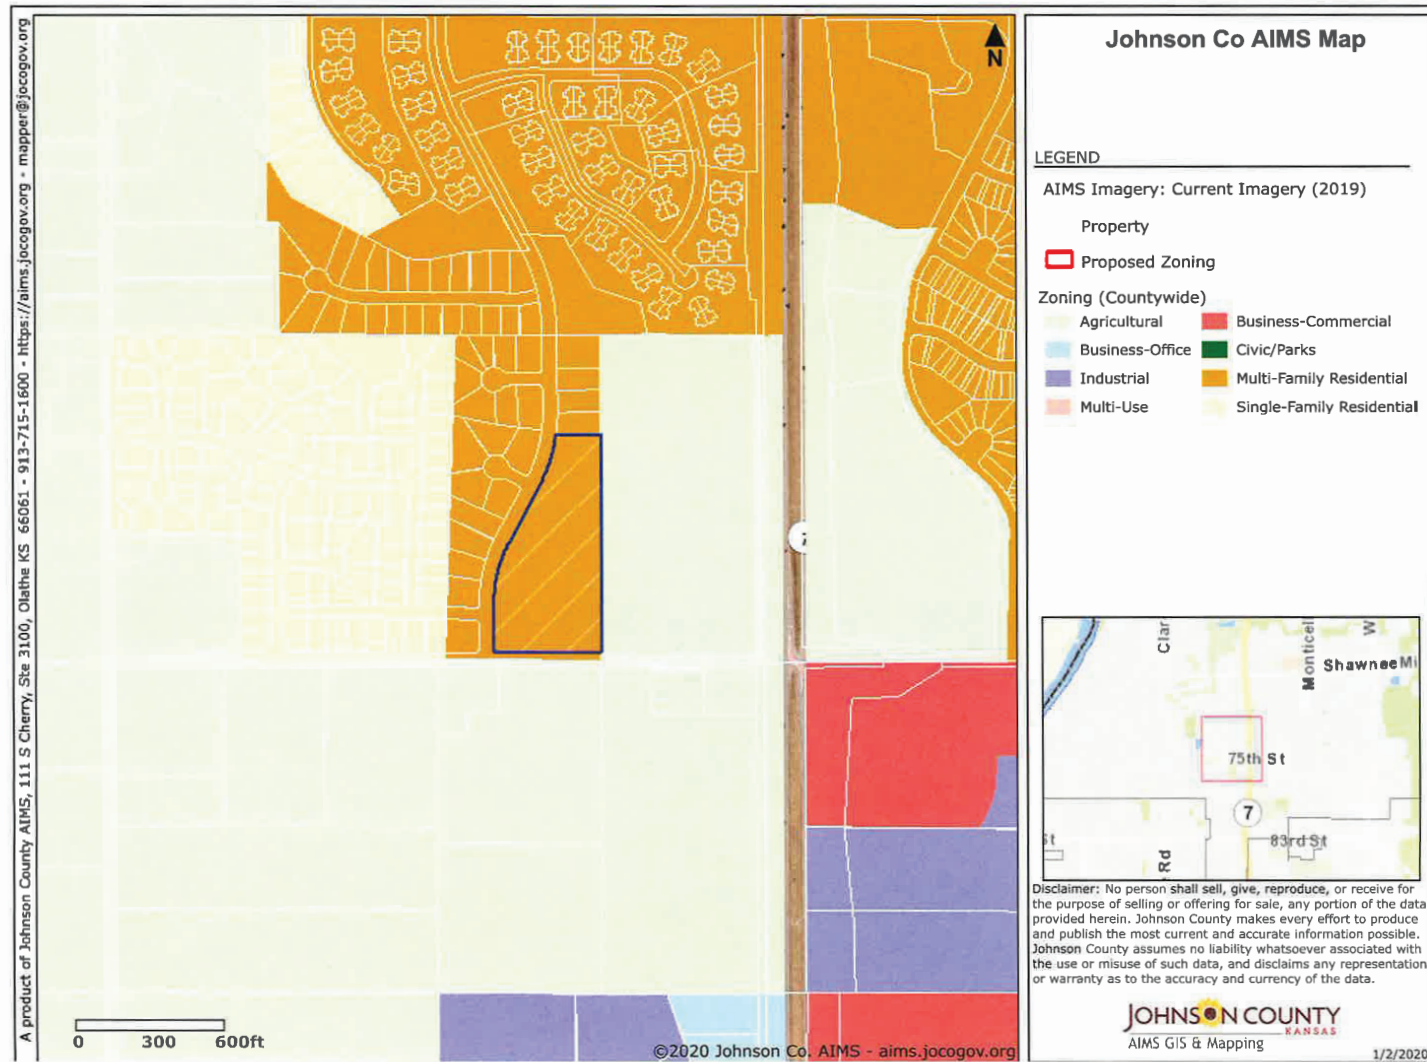 A product of Johnson County AIMS, 111 S Cherry, Ste 3100, Olathe KS 66061 - 913-715-1600 - https://aims.jocogov.org - mapper@jocogov.org
N
7
0 300 600ft
©2020 Johnson Co. AIMS - aims.jocogov.org
Johnson Co AIMS Map
LEGEND
AIMS Imagery: Current Imagery (2019)
Property
Proposed Zoning
Zoning (Countywide)
Agricultural Business-Commercial
Business-Office Civic/Parks
Industrial Multi-Family Residential
Multi-Use Single-Family Residential
Clar
Monticel
W
Shawnee Mi
75th St
7
83rd St
St
Rd
Disclaimer: No person shall sell, give, reproduce, or receive for
the purpose of selling or offering for sale, any portion of the data
provided herein. Johnson County makes every effort to produce
and publish the most current and accurate information possible.
Johnson County assumes no liability whatsoever associated with
the use or misuse of such data, and disclaims any representation
or warranty as to the accuracy and currency of the data.
JOHNSON COUNTY
KANSAS
AIMS GIS & Mapping
1/2/2020